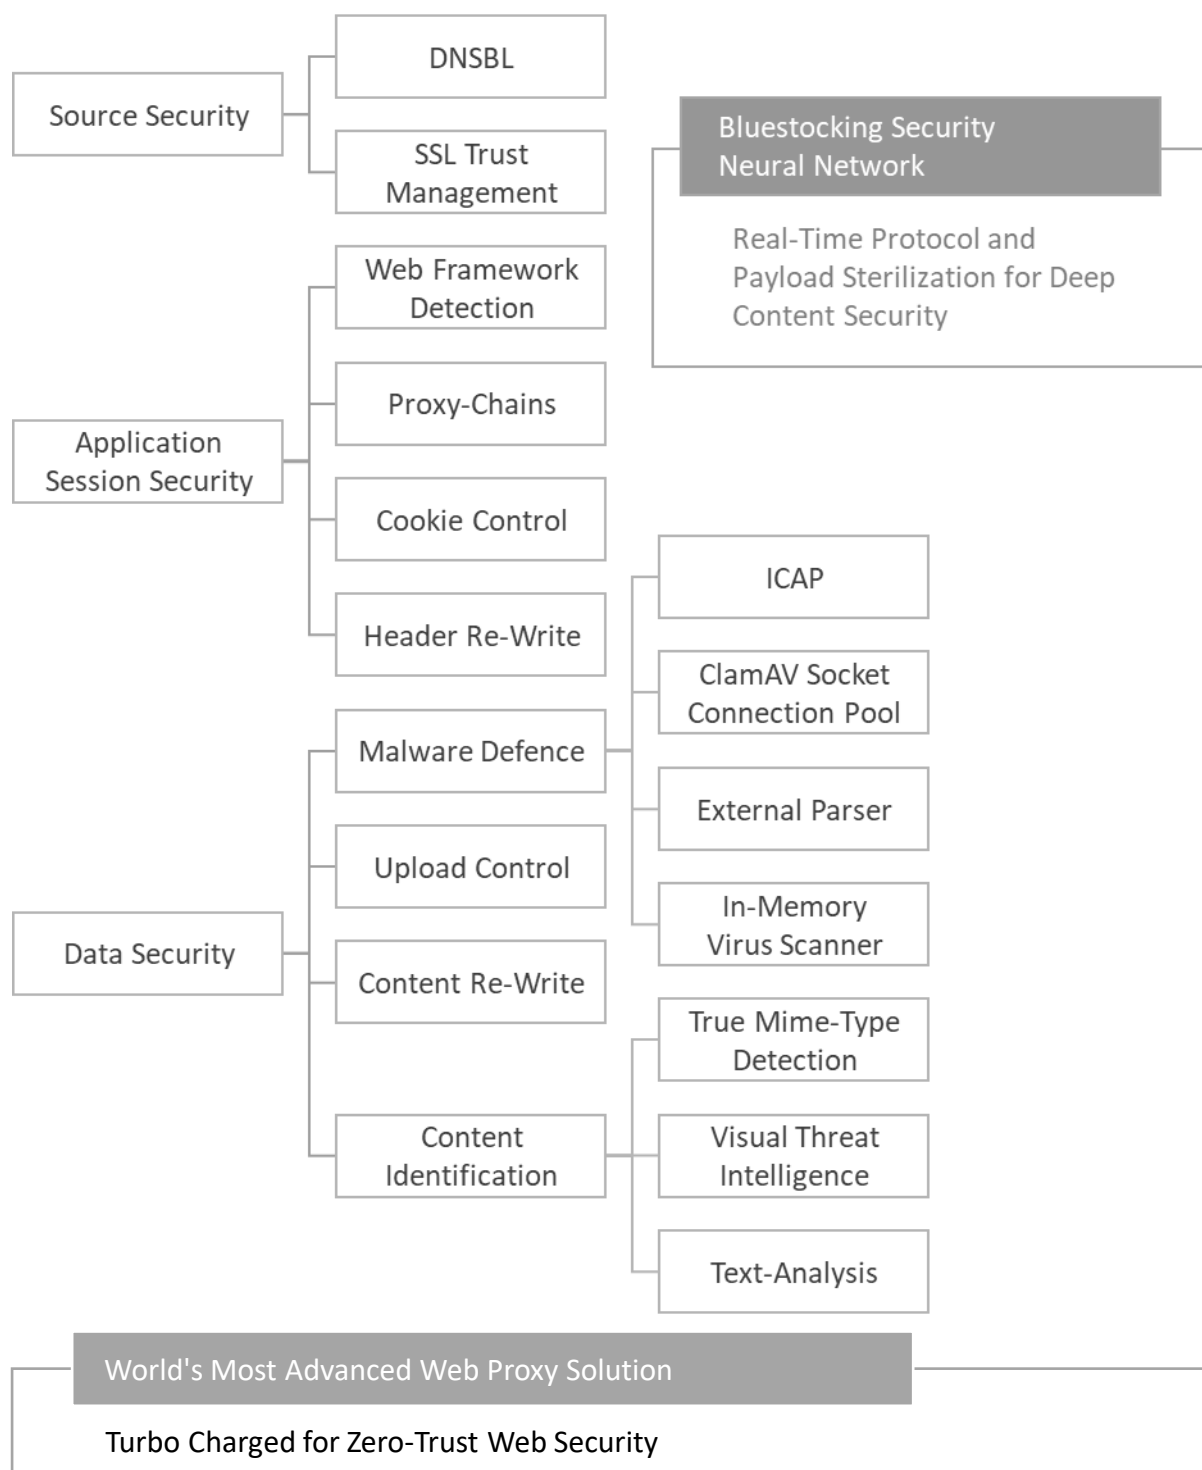 Source Security
DNSBL
SSL Trust
Management
Bluestocking Security
Neural Network
Real-Time Protocol and
Payload Sterilization for Deep
Content Security
Application
Session Security
Web Framework
Detection
Proxy-Chains
Cookie Control
Header Re-Write
Data Security
Malware Defence
ICAP
ClamAV Socket
Connection Pool
External Parser
In-Memory
Virus Scanner
Upload Control
Content Re-Write
Content
Identification
True Mime-Type
Detection
Visual Threat
Intelligence
Text-Analysis
World's Most Advanced Web Proxy Solution
Turbo Charged for Zero-Trust Web Security